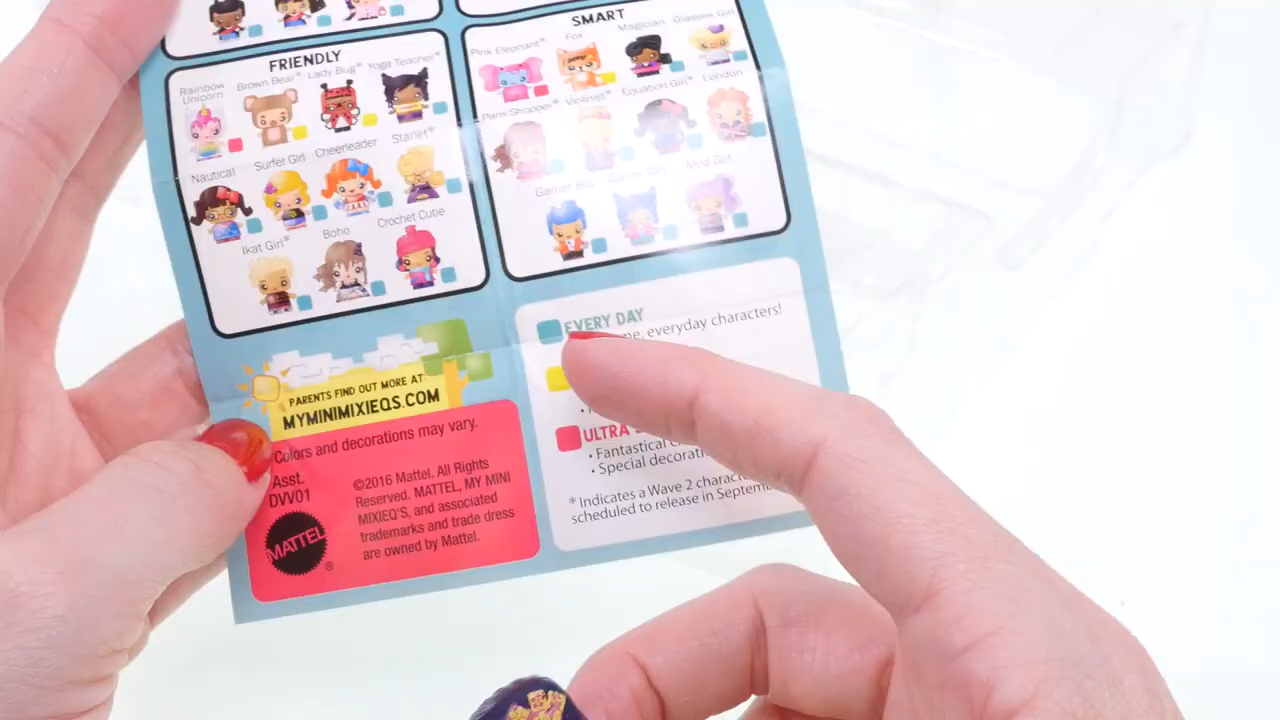 FRIENDLY
Rainbow
Unicorn
Brown Bear*
Lady Bug*
Yoga Teacher*
Nautical
Surfer Girl
Cheerleader
Starlet*
Ikat Girl*
Boho
Crochet Cutie
SMART
Pink Elephant*
Fox
Magician
Glasses Girl
Paris Shopper*
Violinist*
Equation Girl*
London
Gamer Boy
Gamer Girl
Mod Girl
PARENTS FIND OUT MORE AT
MYMINIMIXIEQS.COM
Colors and decorations may vary.
Asst.
DVV01
MATTEL
®
©2016 Mattel, All Rights
Reserved. MATTEL, MY MINI
MIXIEQ'S, and associated
trademarks and trade dress
are owned by Mattel.
EVERY DAY
everyday characters!
ULTRA
• Fantastical
• Special
* Indicates a Wave 2
scheduled to release in